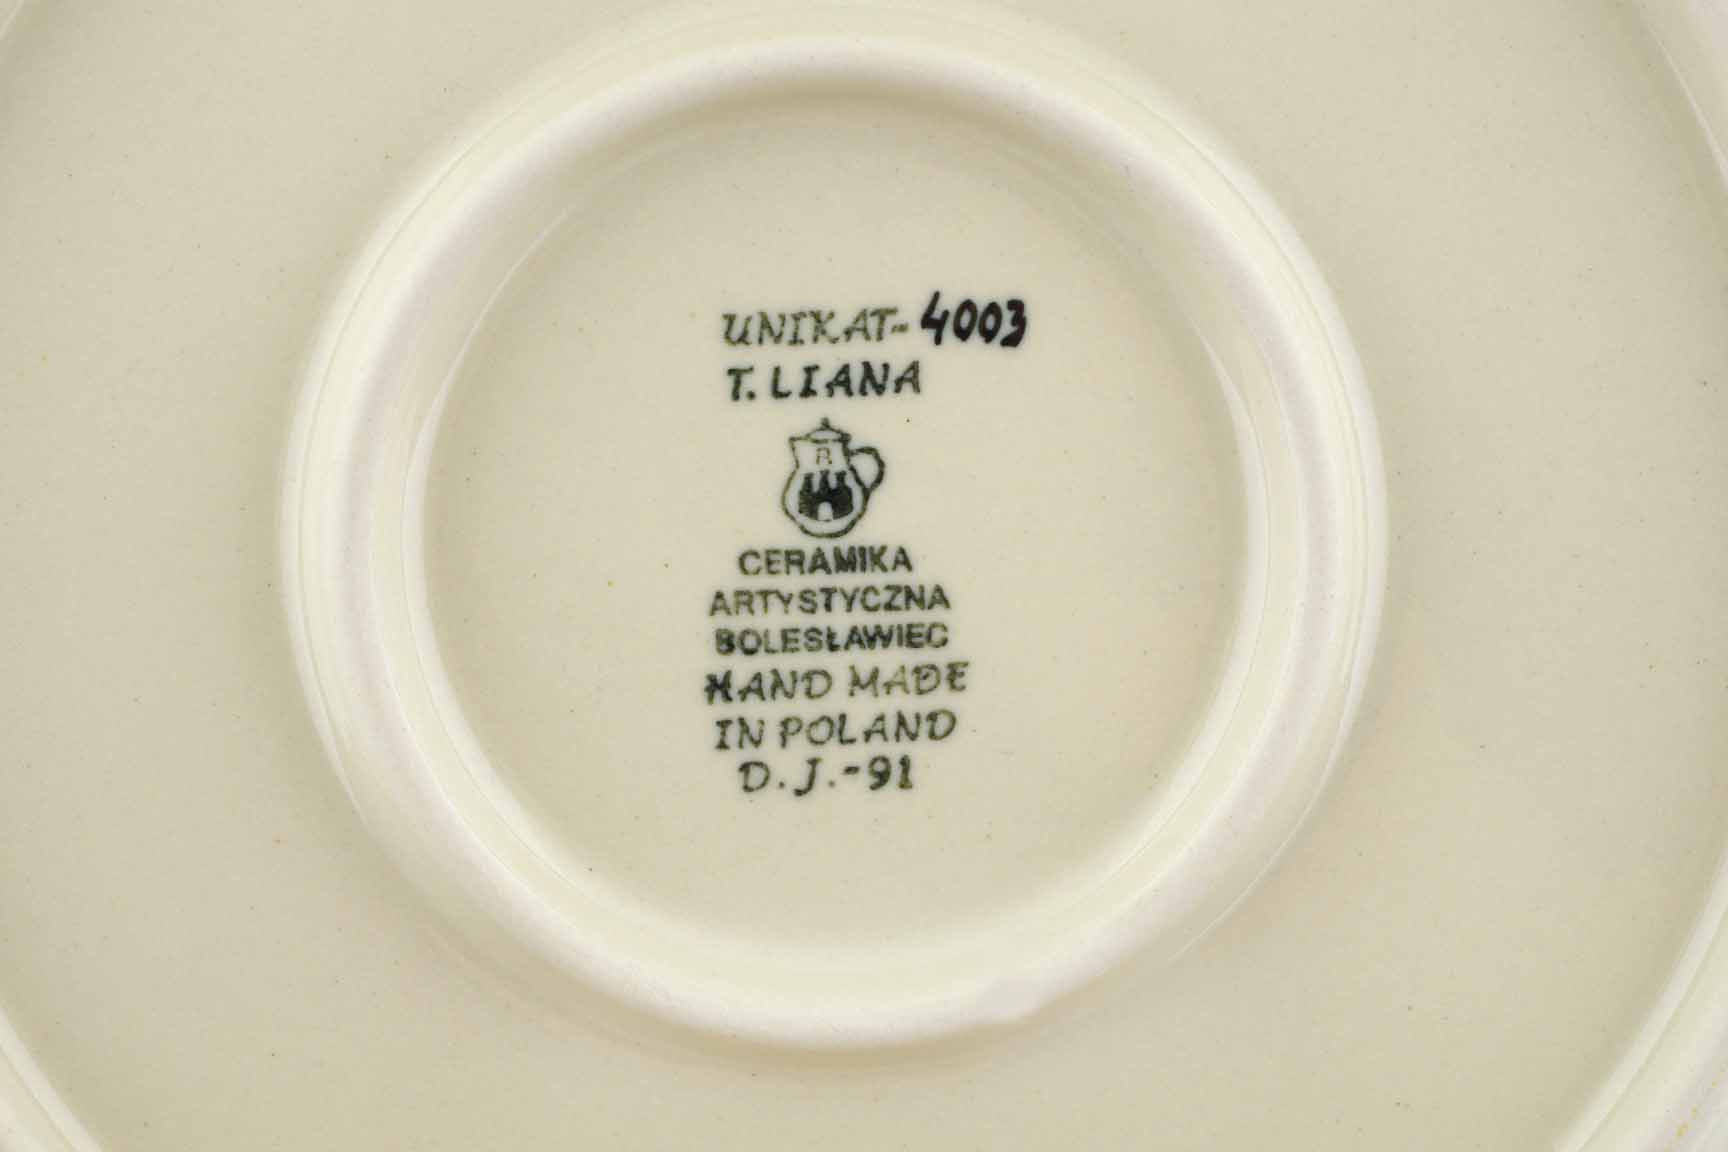 UNIKAT-4003
T. LIANA
B
CERAMIKA
ARTYSTYCZNA
BOLESŁAWIEC
HAND MADE
IN POLAND
D.J.-91